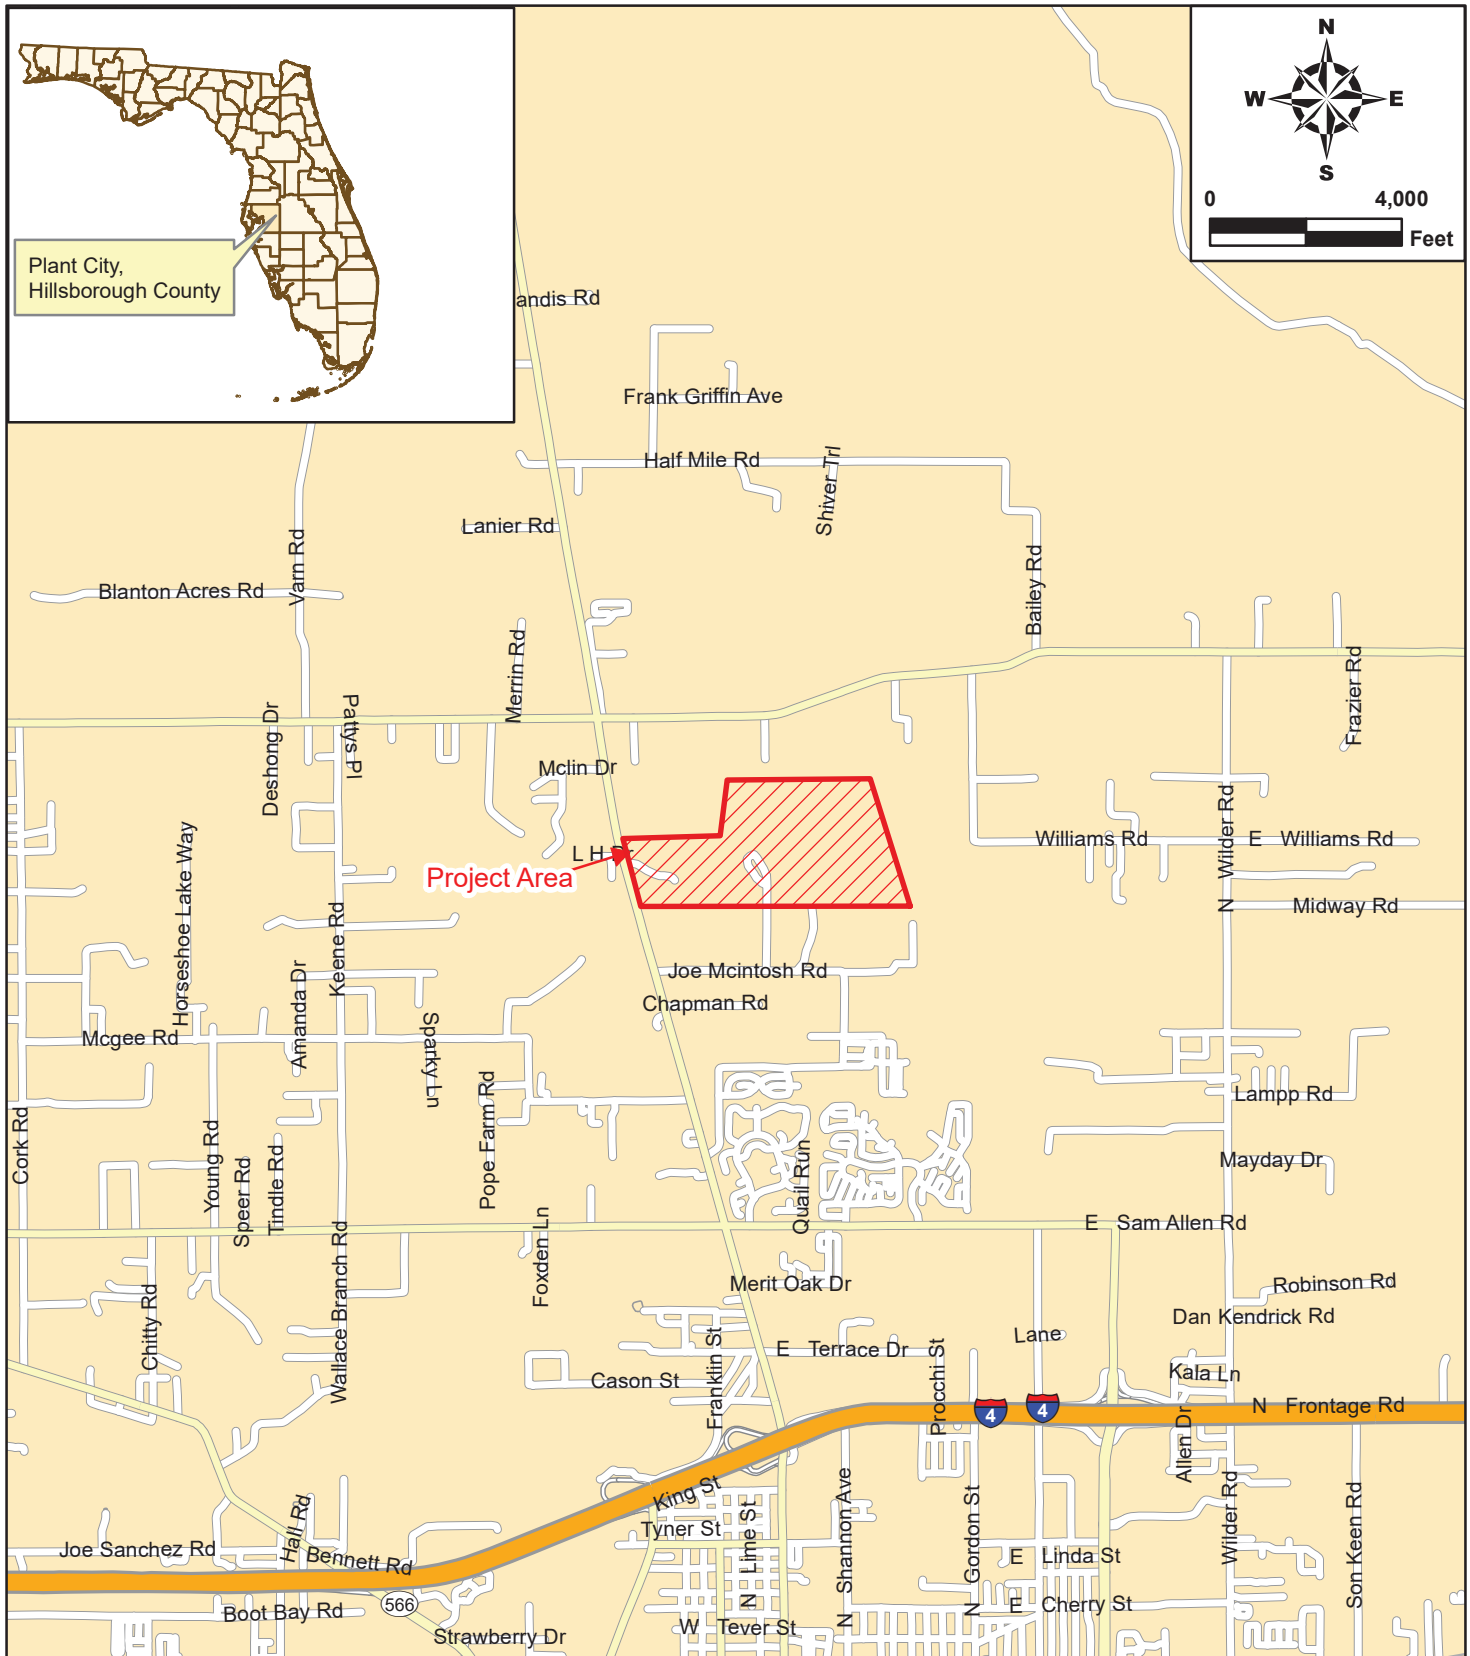 N
W
E
S
0
4,000
Feet
Plant City,
Hillsborough County
andis Rd
Frank Griffin Ave
Half Mile Rd
Shiver Trl
Lanier Rd
Varn Rd
Blanton Acres Rd
Bailey Rd
Merrin Rd
Frazier Rd
Deshong Dr
Pattys Pl
Mclin Dr
Horseshoe Lake Way
L H Dr
Project Area
Williams Rd
N Wilder Rd
E Williams Rd
Midway Rd
Keene Rd
Amanda Dr
Joe Mcintosh Rd
Chapman Rd
Mcgee Rd
Sparky Ln
Pope Farm Rd
Lampp Rd
Cork Rd
Young Rd
Speer Rd
Tindle Rd
Quail Run
Mayday Dr
Foxden Ln
E Sam Allen Rd
Wallace Branch Rd
Chitty Rd
Merit Oak Dr
Robinson Rd
Dan Kendrick Rd
Lane
Franklin St
E Terrace Dr
Procchi St
Cason St
Kala Ln
4
4
N Frontage Rd
Allen Dr
King St
Tyner St
N Lime St
N Shannon Ave
N Gordon St
Wilder Rd
Son Keen Rd
Hall Rd
Joe Sanchez Rd
Bennett Rd
E Linda St
566
Boot Bay Rd
E Cherry St
Strawberry Dr
W Tever St